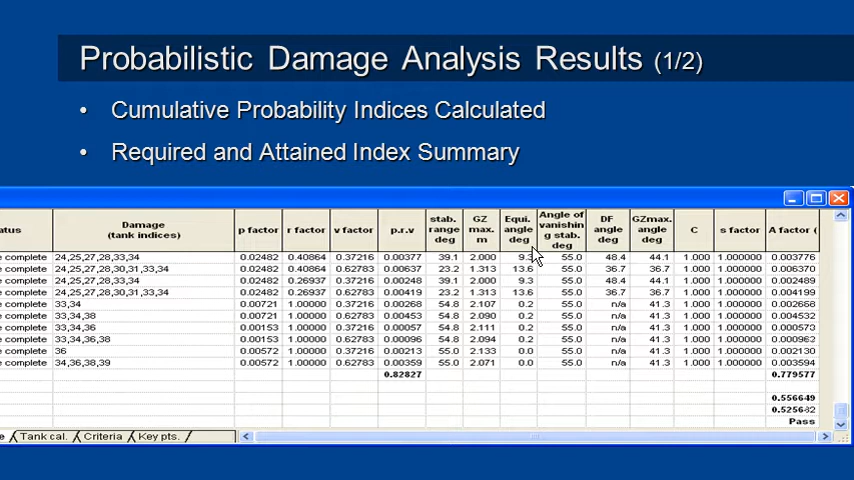 Probabilistic Damage Analysis Results (1/2)
• Cumulative Probability Indices Calculated
• Required and Attained Index Summary
atus Damage (tank indices) p factor r factor v factor p.r.v stab. range deg GZ max. m Equi. angle deg Angle of vanishin g stab. deg DF angle deg GZmax. angle deg C s factor A factor (
e complete 24,25,27,28,33,34 0.02482 0.40864 0.37216 0.00377 39.1 2.000 9.3 55.0 48.4 44.1 1.000 1.000000 0.003776
e complete 24,25,27,28,30,31,33,34 0.02482 0.40864 0.62783 0.00637 23.2 1.313 13.6 55.0 36.7 36.7 1.000 1.000000 0.006370
e complete 24,25,27,28,33,34 0.02482 0.26937 0.37216 0.00248 39.1 2.000 9.3 55.0 48.4 44.1 1.000 1.000000 0.002489
e complete 24,25,27,28,30,31,33,34 0.02482 0.26937 0.62783 0.00419 23.2 1.313 13.6 55.0 36.7 36.7 1.000 1.000000 0.004199
e complete 33,34 0.00721 1.00000 0.37216 0.00268 54.8 2.107 0.2 55.0 n/a 41.3 1.000 1.000000 0.002668
e complete 33,34,38 0.00721 1.00000 0.62783 0.00453 54.8 2.090 0.2 55.0 n/a 41.3 1.000 1.000000 0.004532
e complete 33,34,36 0.00153 1.00000 0.37216 0.00057 54.8 2.111 0.2 55.0 n/a 41.3 1.000 1.000000 0.000573
e complete 33,34,36,38 0.00153 1.00000 0.62783 0.00096 54.8 2.094 0.2 55.0 n/a 41.3 1.000 1.000000 0.000962
e complete 36 0.00572 1.00000 0.37216 0.00213 55.0 2.133 0.0 55.0 n/a 41.3 1.000 1.000000 0.002130
e complete 34,36,38,39 0.00572 1.00000 0.62783 0.00359 55.0 2.071 0.0 55.0 n/a 41.3 1.000 1.000000 0.003594
0.82827 0.779577
0.556649
Pass
e Tank cal. Criteria Key pts.